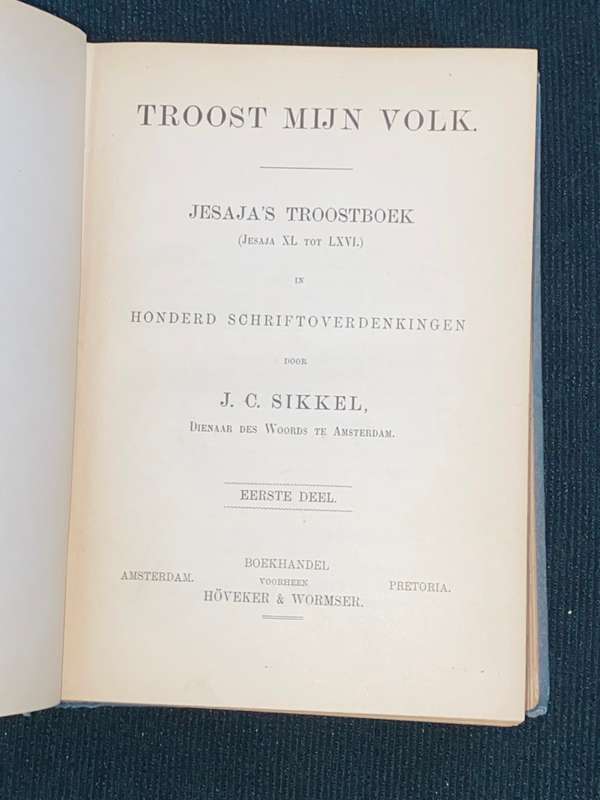 TROOST MIJN VOLK.
JESAJA'S TROOSTBOEK
(JESAJA XL TOT LXVI.)
IN
HONDERD SCHRIFTOVERDENKINGEN
DOOR
J. C. SIKKEL,
DIENAAR DES WOORDS TE AMSTERDAM.
EERSTE DEEL.
BOEKHANDEL
AMSTERDAM. VOORHEEN PRETORIA.
HÖVEKER & WORMSER.